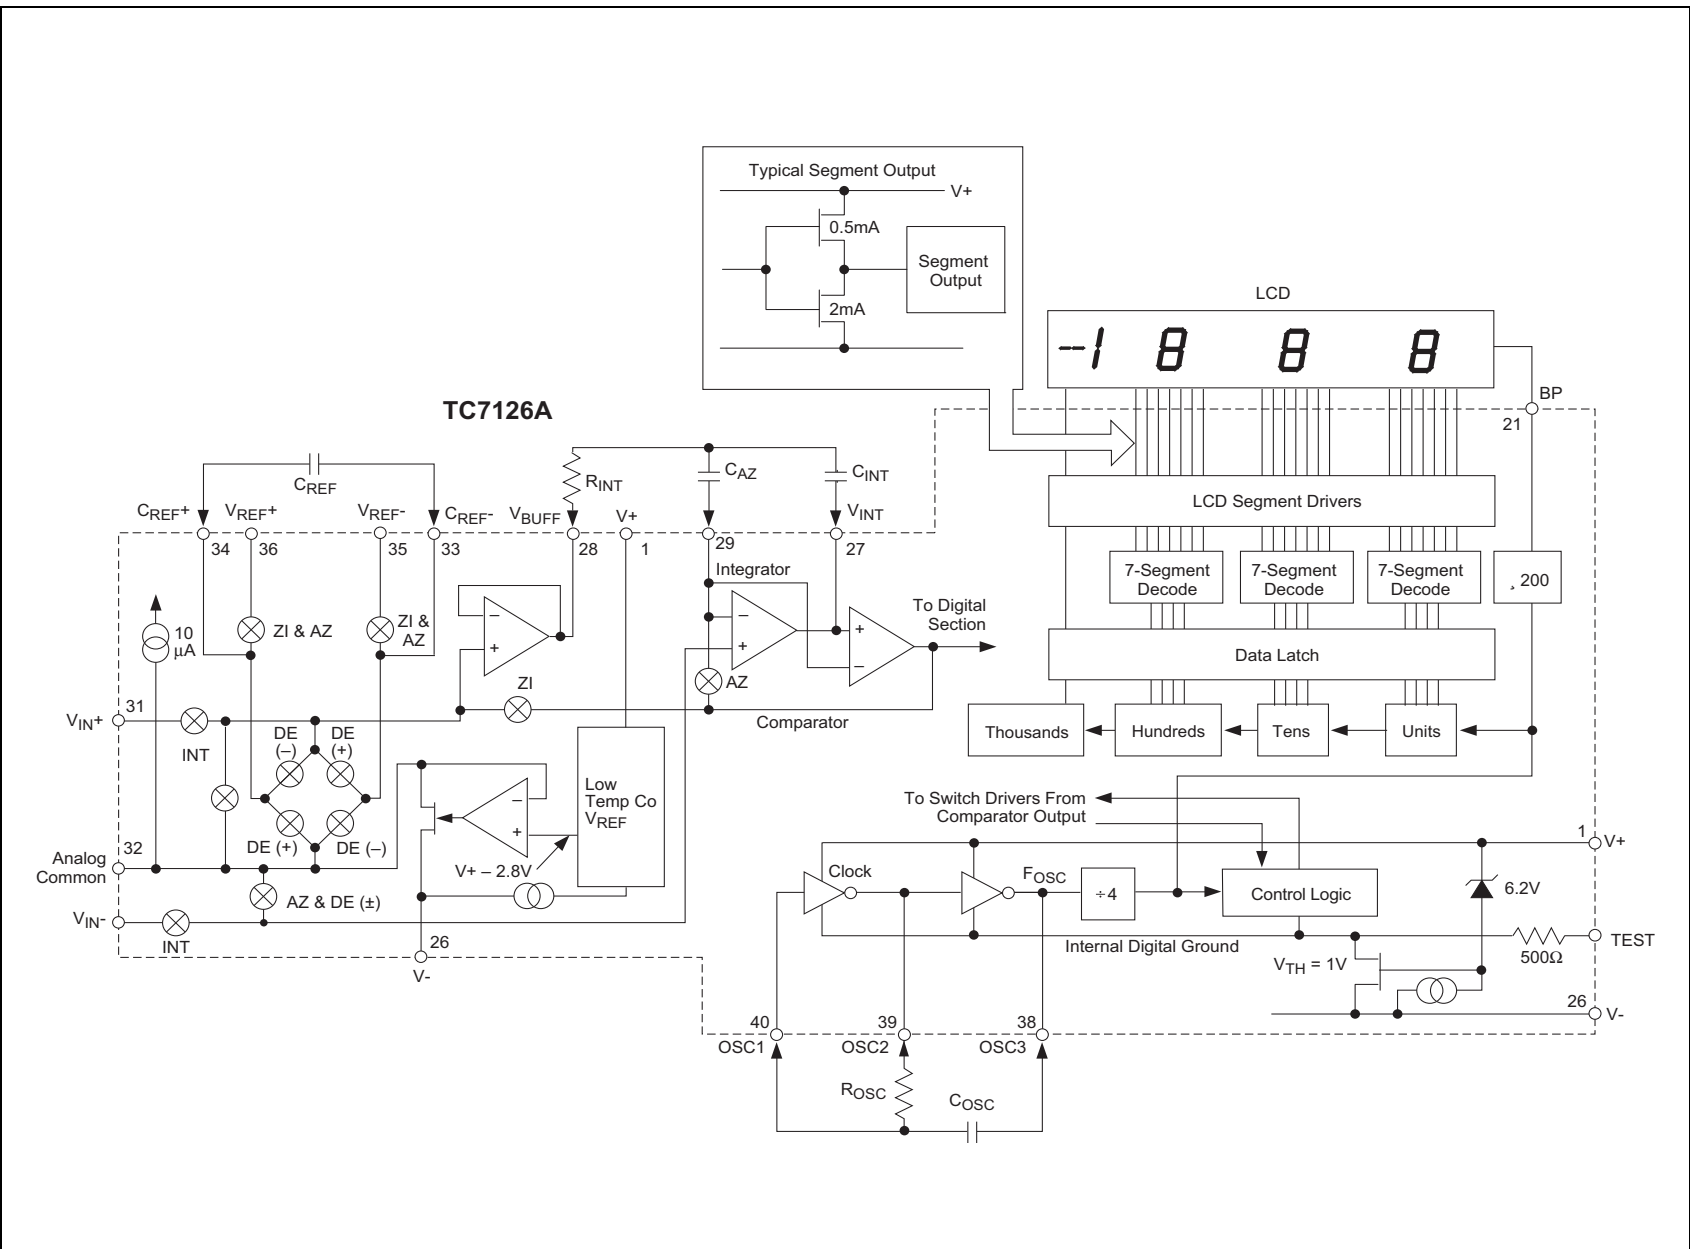 Typical Segment Output
V+
0.5mA
Segment
Output
2mA
LCD
-1 8 8 8
BP
21
TC7126A
CREF
RINT
CAZ
CINT
CREF+
VREF+
VREF-
CREF-
VBUFF
V+
VINT
34
36
35
33
28
1
29
27
LCD Segment Drivers
7-Segment
Decode
7-Segment
Decode
7-Segment
Decode
¸ 200
Integrator
To Digital
Section
10
µA
ZI & AZ
ZI &
AZ
–
+
–
+
+
–
Data Latch
ZI
AZ
Comparator
31
VIN+
INT
DE
(–)
DE
(+)
Thousands
Hundreds
Tens
Units
Low
Temp Co
VREF
–
+
To Switch Drivers From
Comparator Output
DE (+)
DE (–)
V+ – 2.8V
32
Analog
Common
1
V+
Clock
FOSC
÷4
Control Logic
6.2V
AZ & DE (±)
VIN-
INT
26
V-
Internal Digital Ground
VTH = 1V
500Ω
TEST
26
V-
40
39
38
OSC1
OSC2
OSC3
ROSC
COSC